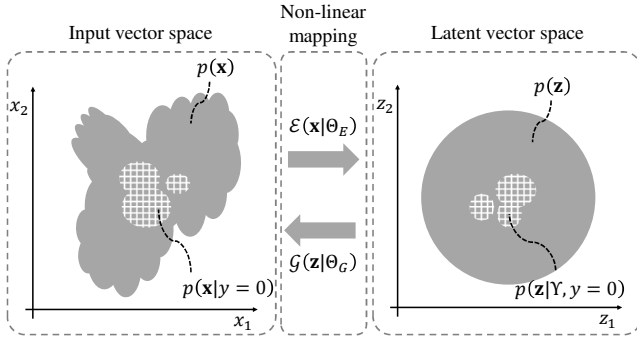 Input vector space
Non-linear
mapping
Latent vector space
p(𝐱)
x₂
ℰ(𝐱|Θ_E)
𝒢(𝐳|Θ_G)
p(𝐱|y = 0)
x₁
p(𝐳)
z₂
p(𝐳|Υ, y = 0)
z₁